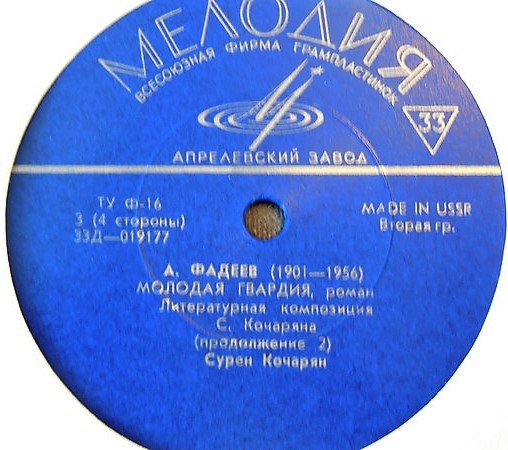 МЕЛОДИЯ
ВСЕСОЮЗНАЯ ФИРМА ГРАМПЛАСТИНОК
33
АПРЕЛЕВСКИЙ ЗАВОД
ТУ Ф-16
3 (4 стороны)
33Д—019177
MADE IN USSR
Вторая гр.
А. ФАДЕЕВ (1901—1956)
МОЛОДАЯ ГВАРДИЯ, роман
Литературная композиция
С. Кочаряна
(продолжение 2)
Сурен Кочарян